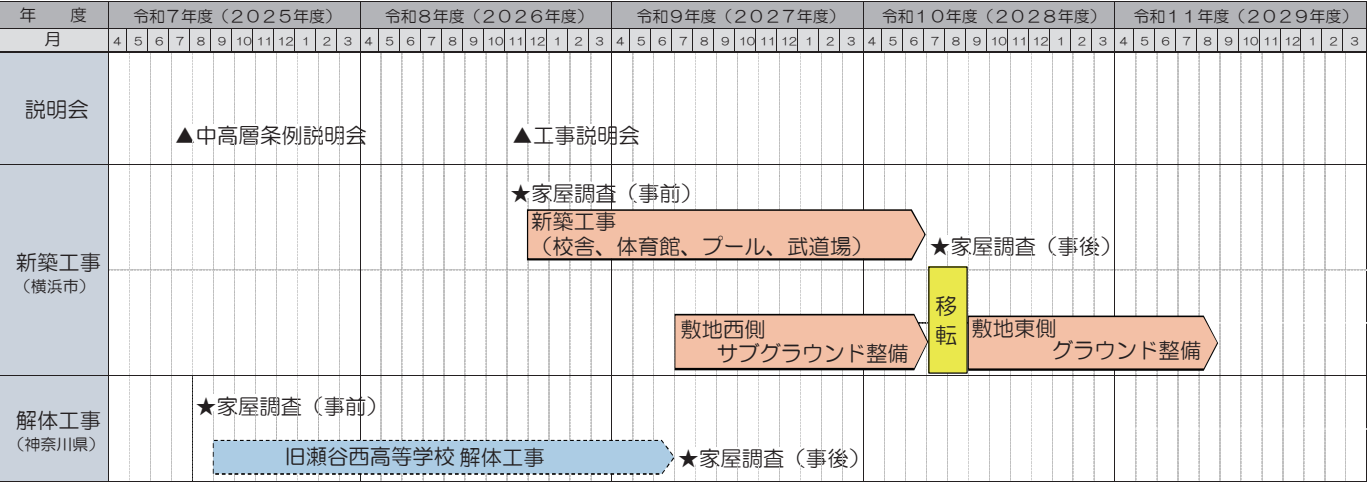 年　度 令和7年度（2025年度） 令和8年度（2026年度） 令和9年度（2027年度） 令和10年度（2028年度） 令和11年度（2029年度）
月 4 5 6 7 8 9 10 11 12 1 2 3 4 5 6 7 8 9 10 11 12 1 2 3 4 5 6 7 8 9 10 11 12 1 2 3 4 5 6 7 8 9 10 11 12 1 2 3 4 5 6 7 8 9 10 11 12 1 2 3
説明会
▲中高層条例説明会 ▲工事説明会
新築工事
（横浜市）
★家屋調査（事前）
新築工事
（校舎、体育館、プール、武道場）
★家屋調査（事後）
敷地西側
サブグラウンド整備
移転
敷地東側
グラウンド整備
解体工事
（神奈川県）
★家屋調査（事前）
旧瀬谷西高等学校 解体工事
★家屋調査（事後）